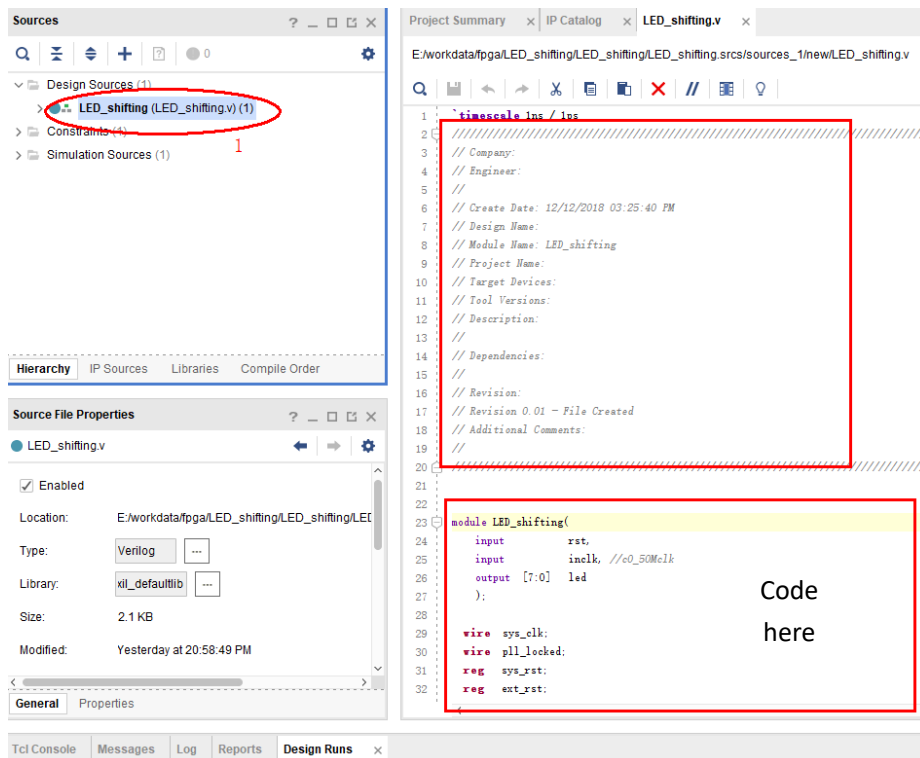 Sources
? _
0
Design Sources (1)
LED_shifting (LED_shifting.v) (1)
Constraints (1)
1
Simulation Sources (1)
Hierarchy IP Sources Libraries Compile Order
Source File Properties
? _
LED_shifting.v
Enabled
Location: E:/workdata/fpga/LED_shifting/LED_shifting/LED
Type: Verilog ...
Library: xil_defaultlib ...
Size: 2.1 KB
Modified: Yesterday at 20:58:49 PM
General Properties
Project Summary × IP Catalog × LED_shifting.v ×
E:/workdata/fpga/LED_shifting/LED_shifting/LED_shifting.srcs/sources_1/new/LED_shifting.v
1 `timescale 1ns / 1ps
2 //////////////////////////////////////////////////////////////////////////////////
3 // Company:
4 // Engineer:
5 //
6 // Create Date: 12/12/2018 03:25:40 PM
7 // Design Name:
8 // Module Name: LED_shifting
9 // Project Name:
10 // Target Devices:
11 // Tool Versions:
12 // Description:
13 //
14 // Dependencies:
15 //
16 // Revision:
17 // Revision 0.01 - File Created
18 // Additional Comments:
19 //
20 //////////////////////////////////////////////////////////////////////////////////
21
22
23 module LED_shifting(
24 input rst,
25 input inclk, //c0_50Mclk
26 output [7:0] led
27 );
28
29 wire sys_clk;
30 wire pll_locked;
31 reg sys_rst;
32 reg ext_rst;
Code
here
Tcl Console Messages Log Reports Design Runs ×